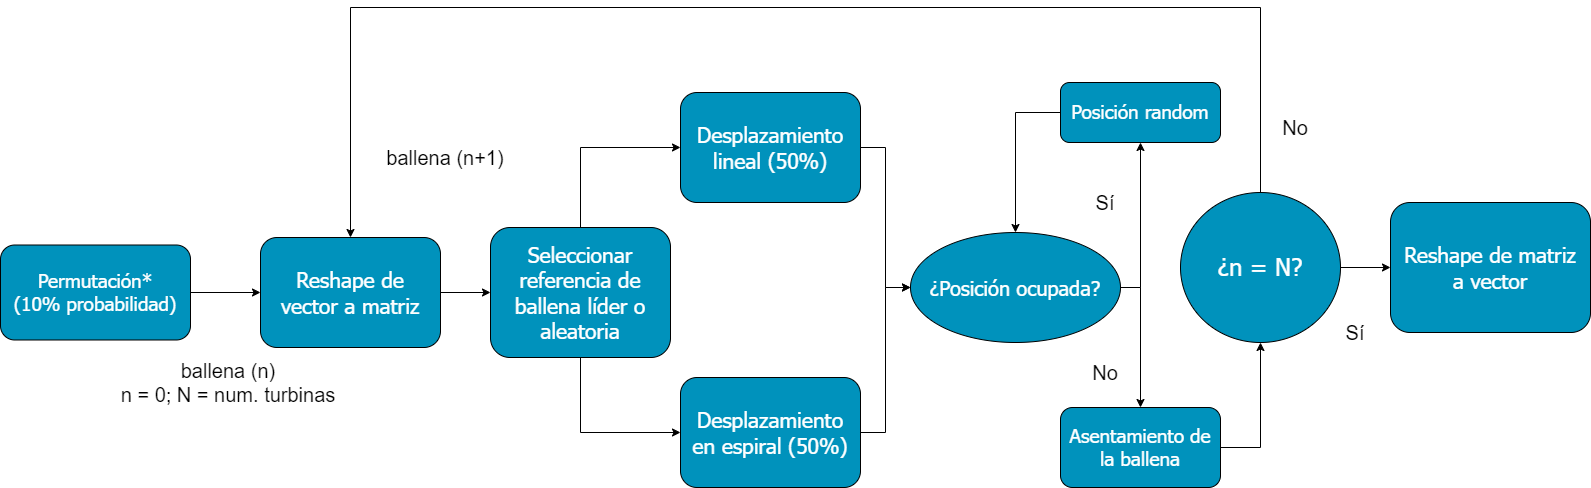 Permutación*
(10% probabilidad)
ballena (n)
n = 0; N = num. turbinas
Reshape de
vector a matriz
ballena (n+1)
Seleccionar
referencia de
ballena líder o
aleatoria
Desplazamiento
lineal (50%)
Desplazamiento
en espiral (50%)
¿Posición ocupada?
Sí
Posición random
No
Asentamiento de
la ballena
¿n = N?
No
Sí
Reshape de matriz
a vector